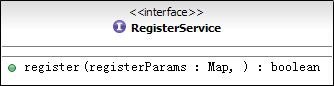 <<interface>>
RegisterService
register(registerParams : Map, ) : boolean